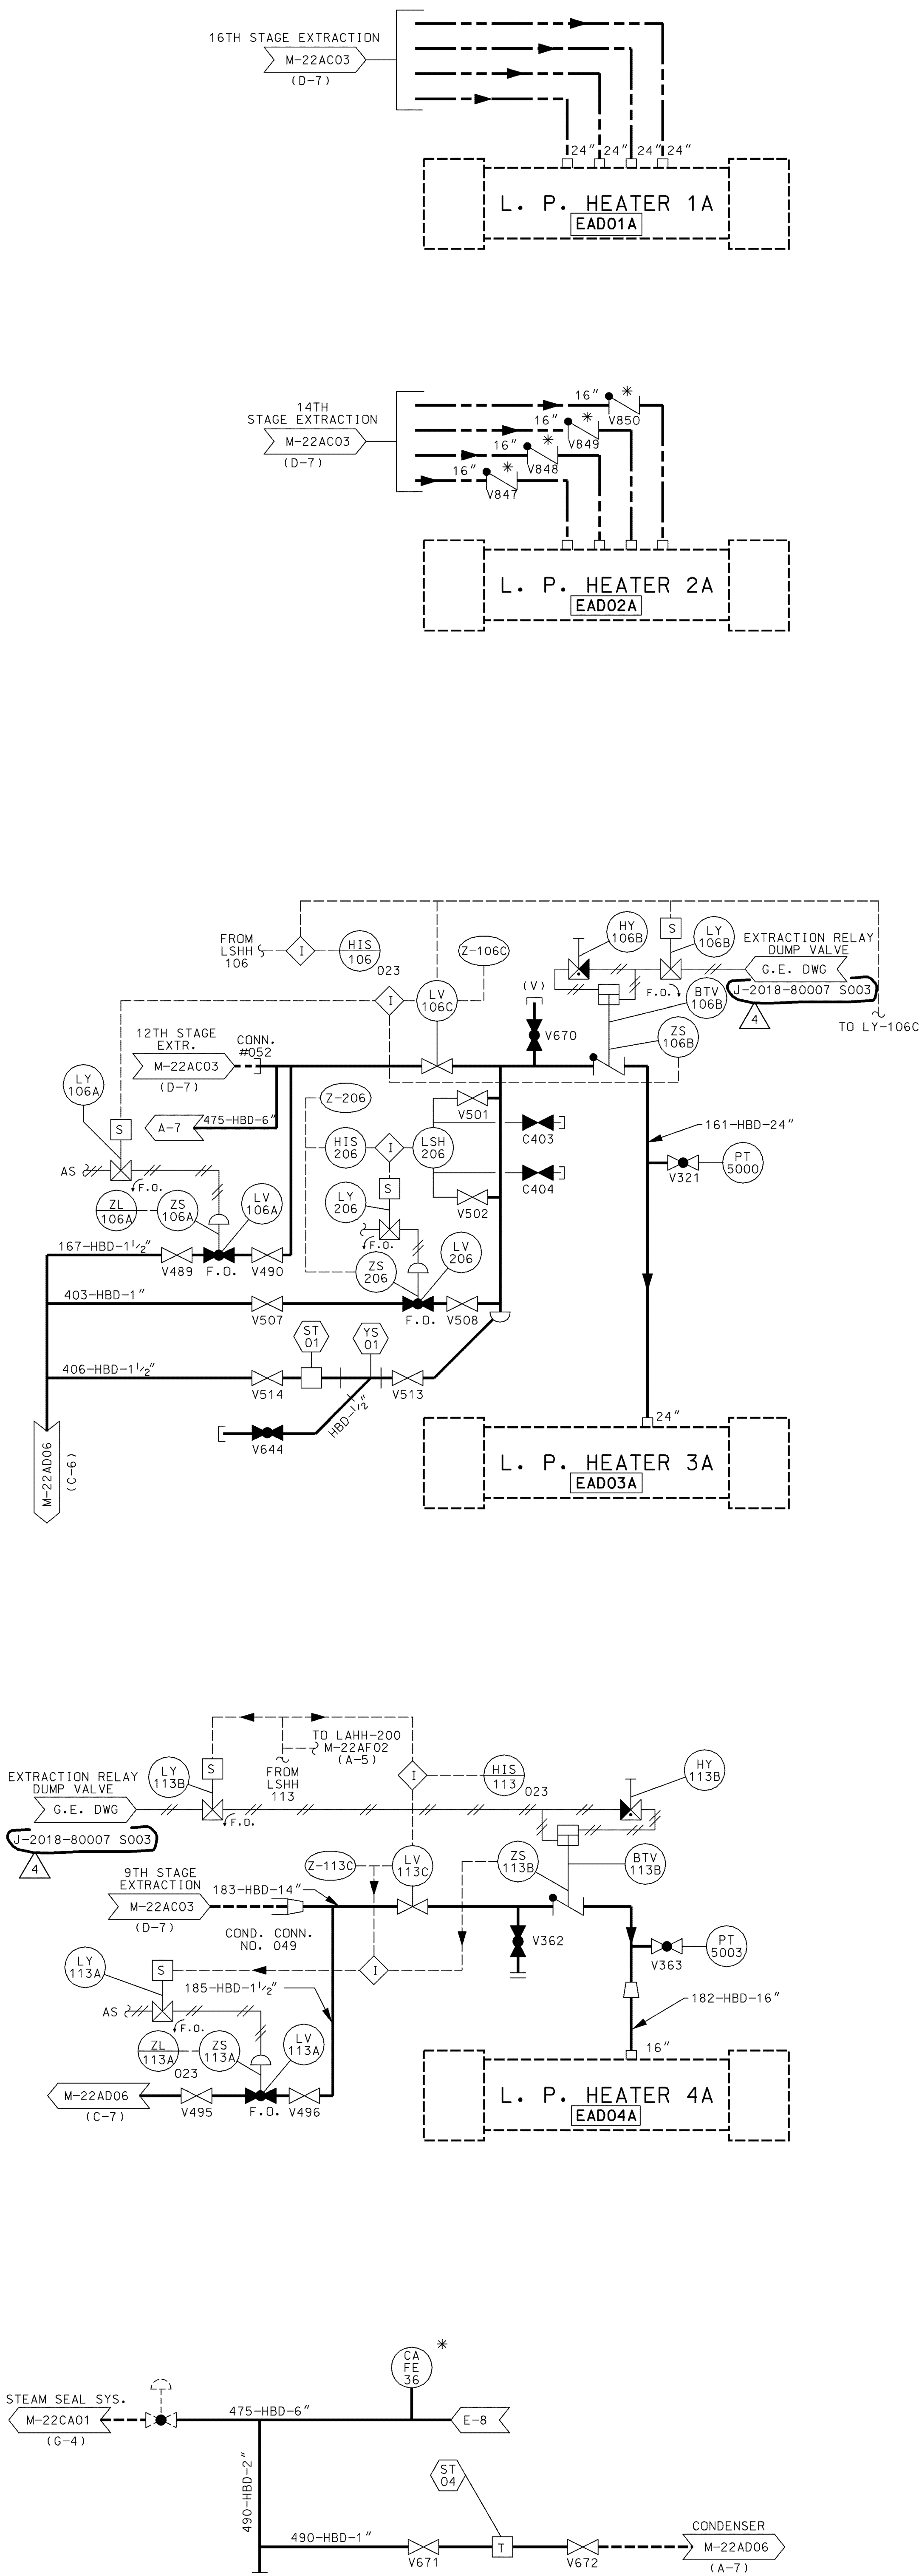 16TH STAGE EXTRACTION
M-22AC03
(D-7)
24" 24" 24" 24"
L. P. HEATER 1A
EAD01A
14TH
STAGE EXTRACTION
M-22AC03
(D-7)
16" * V850
16" * V849
16" * V848
16" * V847
L. P. HEATER 2A
EAD02A
FROM
LSHH
106
I
HIS
106
023
Z-106C
HY
106B
S
LY
106B
EXTRACTION RELAY
DUMP VALVE
G.E. DWG
J-2018-80007 S003
4
F.O.
BTV
106B
TO LY-106C
I
LV
106C
(V)
V670
ZS
106B
12TH STAGE
EXTR.
CONN.
#052
M-22AC03
(D-7)
LY
106A
S
A-7
475-HBD-6"
Z-206
V501
C403
161-HBD-24"
HIS
206
I
LSH
206
AS
F.O.
C404
V321
PT
5000
ZL
106A
ZS
106A
LV
106A
LY
206
S
V502
F.O.
167-HBD-1 1/2"
V489
F.O.
V490
ZS
206
LV
206
403-HBD-1"
V507
F.O.
V508
ST
01
YS
01
406-HBD-1 1/2"
V514
V513
HBD-1/2"
V644
24"
M-22AD06
(C-6)
L. P. HEATER 3A
EAD03A
TO LAHH-200
M-22AF02
(A-5)
FROM
LSHH
113
LY
113B
S
I
HIS
113
023
HY
113B
EXTRACTION RELAY
DUMP VALVE
G.E. DWG
F.O.
J-2018-80007 S003
4
Z-113C
LV
113C
ZS
113B
BTV
113B
9TH STAGE
EXTRACTION
183-HBD-14"
M-22AC03
(D-7)
COND. CONN.
NO. 049
V362
V363
PT
5003
LY
113A
S
I
185-HBD-1 1/2"
182-HBD-16"
AS
F.O.
ZL
113A
023
ZS
113A
LV
113A
16"
M-22AD06
(C-7)
V495
F.O.
V496
L. P. HEATER 4A
EAD04A
CA
FE
36
*
STEAM SEAL SYS.
M-22CA01
(G-4)
475-HBD-6"
E-8
490-HBD-2"
ST
04
490-HBD-1"
V671
T
V672
CONDENSER
M-22AD06
(A-7)